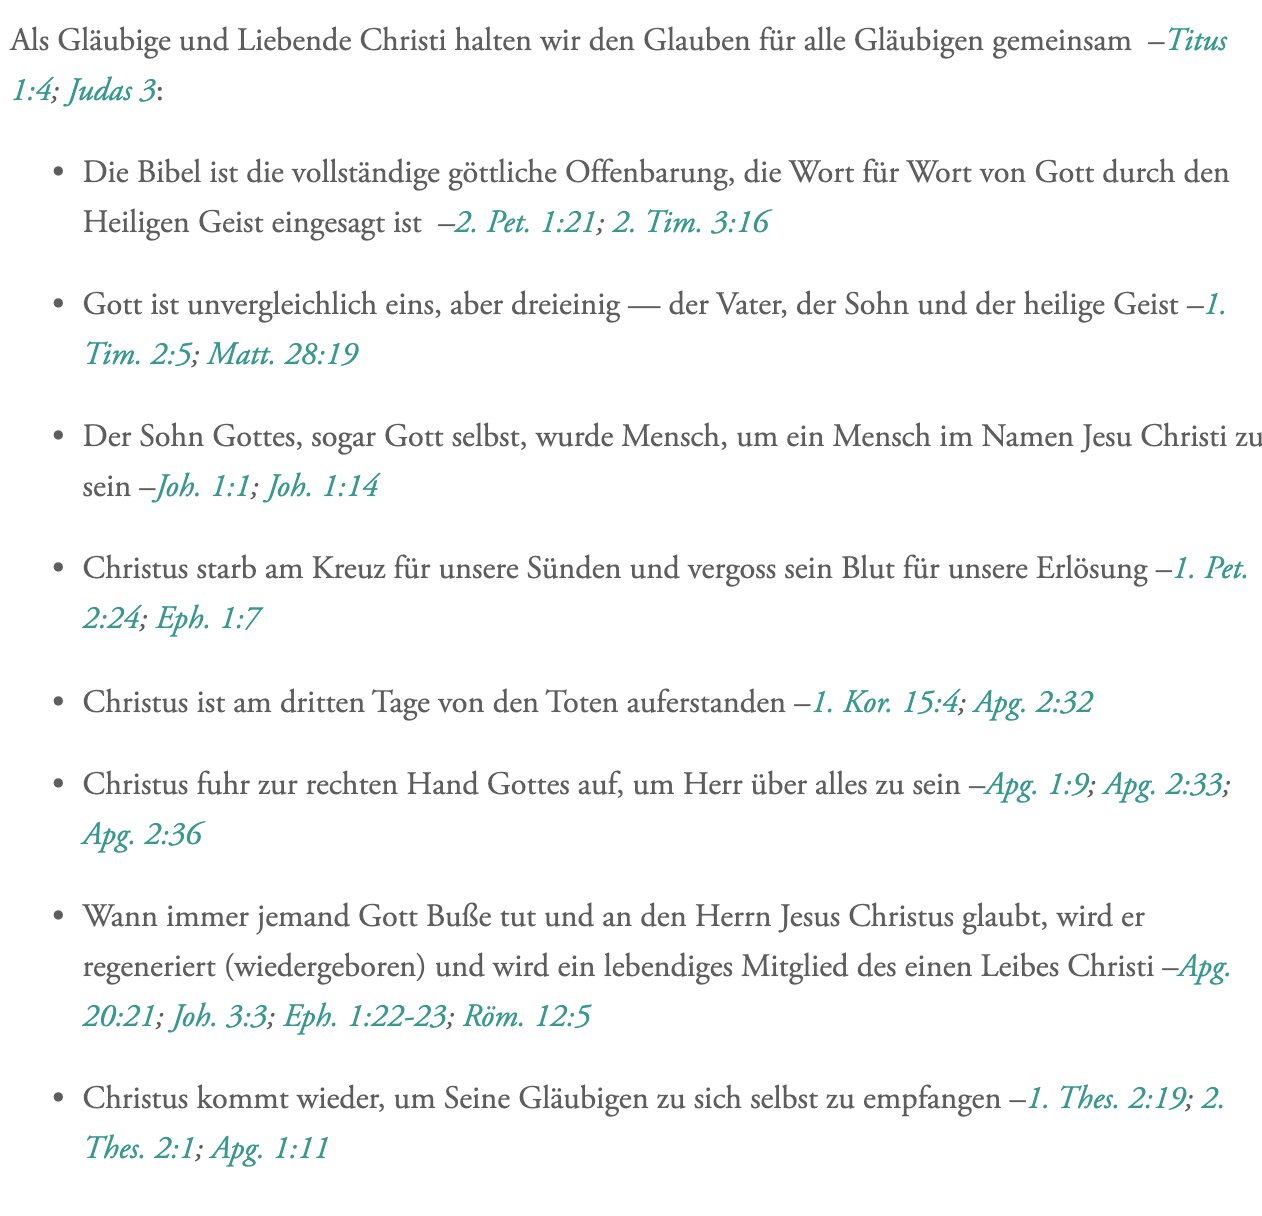 Als Gläubige und Liebende Christi halten wir den Glauben für alle Gläubigen gemeinsam –Titus
1:4; Judas 3:
• Die Bibel ist die vollständige göttliche Offenbarung, die Wort für Wort von Gott durch den
Heiligen Geist eingesagt ist –2. Pet. 1:21; 2. Tim. 3:16
• Gott ist unvergleichlich eins, aber dreieinig — der Vater, der Sohn und der heilige Geist –1.
Tim. 2:5; Matt. 28:19
• Der Sohn Gottes, sogar Gott selbst, wurde Mensch, um ein Mensch im Namen Jesu Christi zu
sein –Joh. 1:1; Joh. 1:14
• Christus starb am Kreuz für unsere Sünden und vergoss sein Blut für unsere Erlösung –1. Pet.
2:24; Eph. 1:7
• Christus ist am dritten Tage von den Toten auferstanden –1. Kor. 15:4; Apg. 2:32
• Christus fuhr zur rechten Hand Gottes auf, um Herr über alles zu sein –Apg. 1:9; Apg. 2:33;
Apg. 2:36
• Wann immer jemand Gott Buße tut und an den Herrn Jesus Christus glaubt, wird er
regeneriert (wiedergeboren) und wird ein lebendiges Mitglied des einen Leibes Christi –Apg.
20:21; Joh. 3:3; Eph. 1:22-23; Röm. 12:5
• Christus kommt wieder, um Seine Gläubigen zu sich selbst zu empfangen –1. Thes. 2:19; 2.
Thes. 2:1; Apg. 1:11